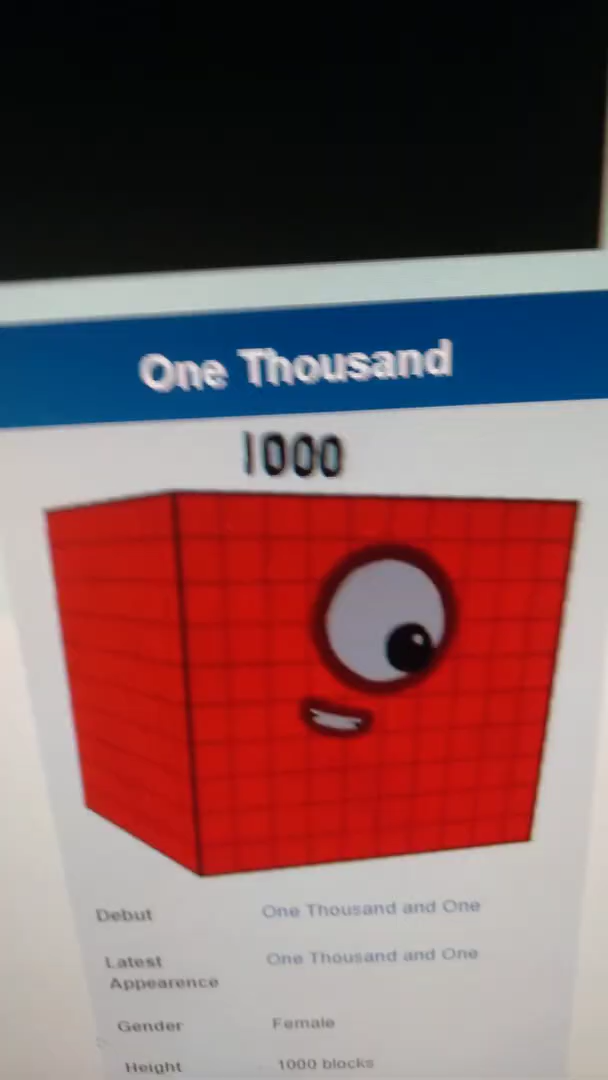 One Thousand
1000
Debut One Thousand and One
Latest Appearence One Thousand and One
Gender Female
Height 1000 blocks